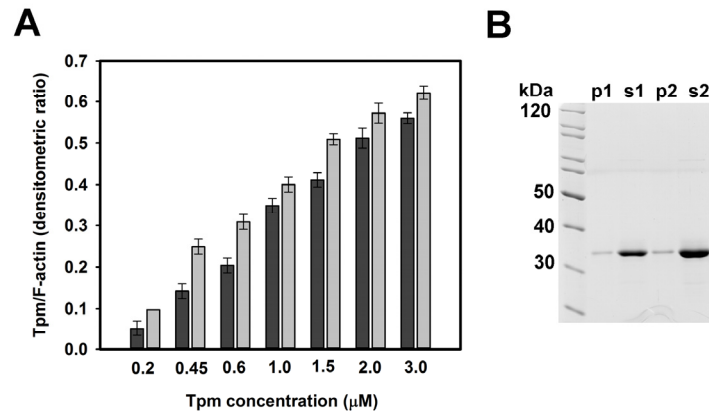 A
Tpm/F-actin (densitometric ratio)
0.7
0.6
0.5
0.4
0.3
0.2
0.1
0.0
0.2 0.45 0.6 1.0 1.5 2.0 3.0
Tpm concentration (μM)
B
kDa p1 s1 p2 s2
120
50
40
30